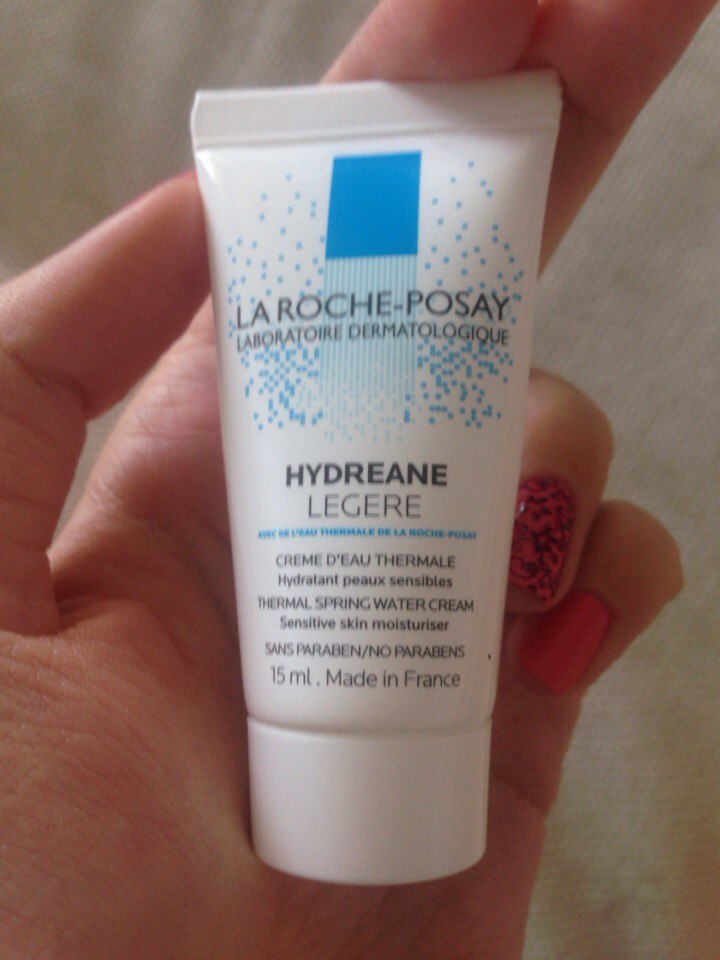 LA ROCHE-POSAY
LABORATOIRE DERMATOLOGIQUE
HYDREANE
LEGERE
AVEC DE L'EAU THERMALE DE LA ROCHE-POSAY
CREME D'EAU THERMALE
Hydratant peaux sensibles
THERMAL SPRING WATER CREAM
Sensitive skin moisturiser
SANS PARABEN/NO PARABENS
15 ml . Made in France